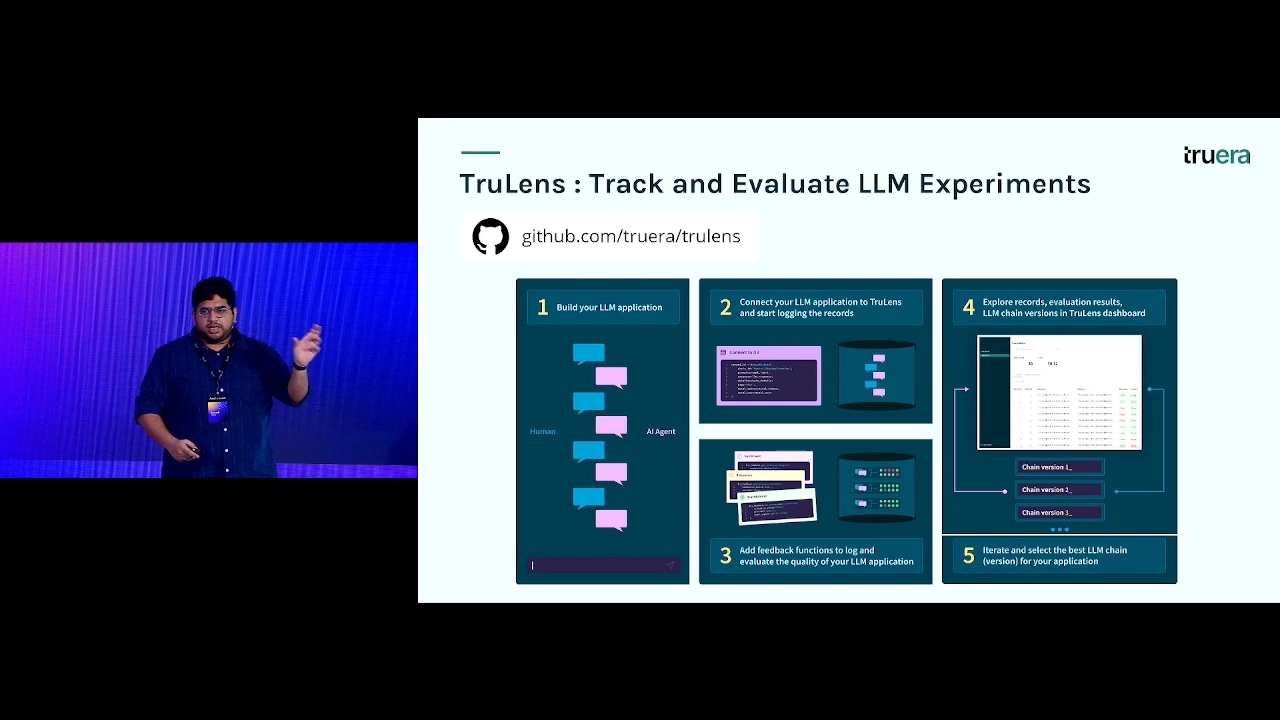 truera
TruLens : Track and Evaluate LLM Experiments
github.com/truera/trulens
1 Build your LLM application
Human
AI Agent
2 Connect your LLM application to TruLens
and start logging the records
3 Add feedback functions to log and
evaluate the quality of your LLM application
4 Explore records, evaluation results,
LLM chain versions in TruLens dashboard
Chain version 1_
Chain version 2_
Chain version 3_
5 Iterate and select the best LLM chain
(version) for your application